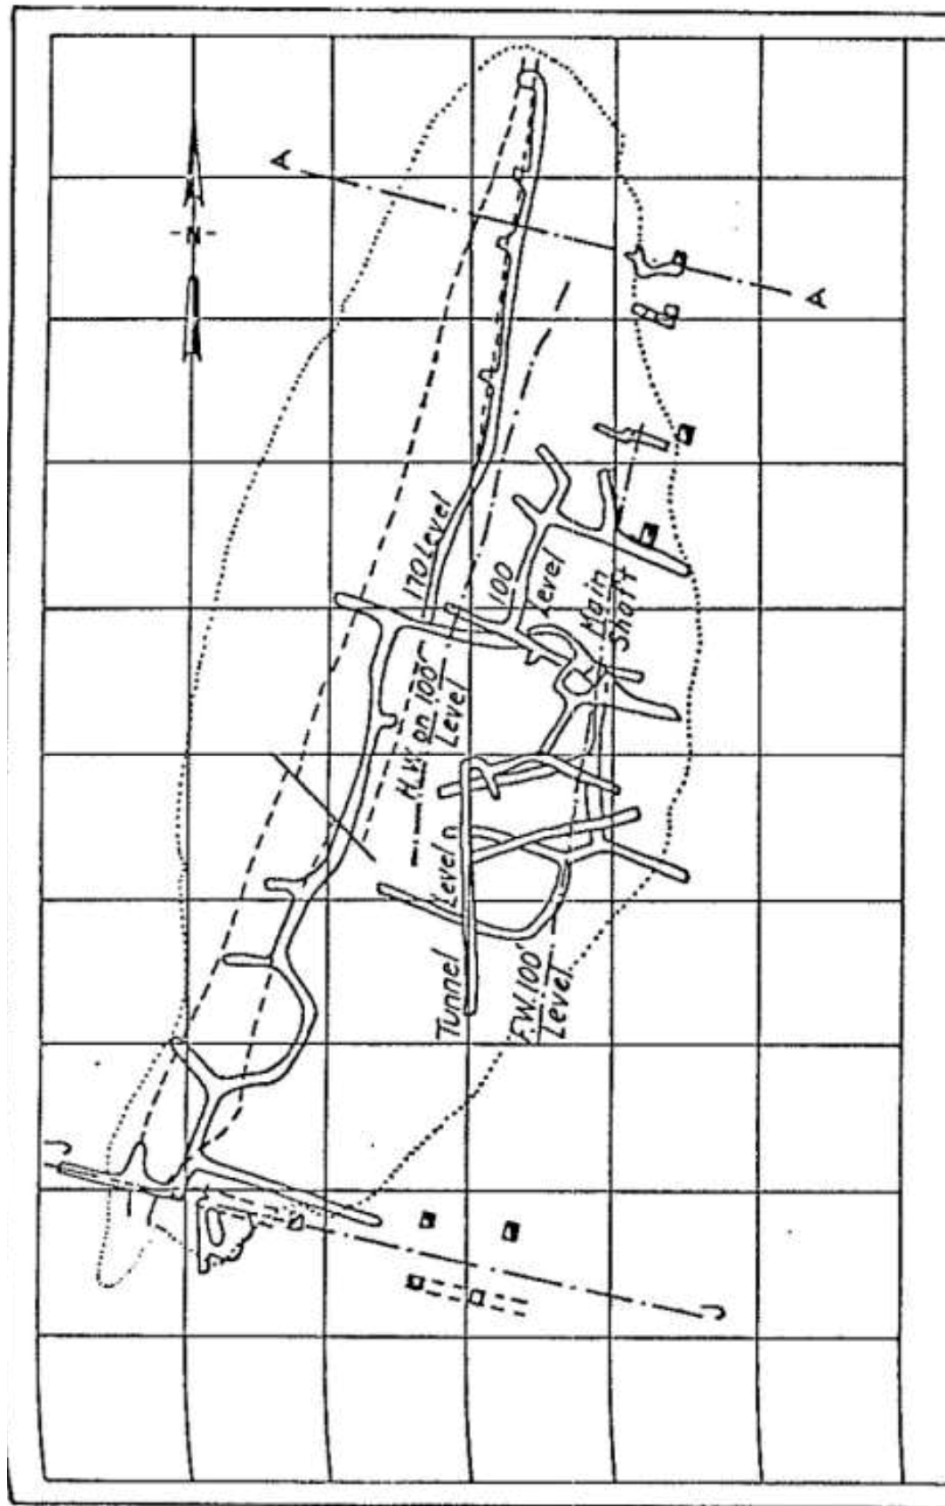 N
A
A
170 Level
100
Level
Main
Shaft
H.W. on 100'
Level
Level
Tunnel
F.W. 100'
Level
J
J